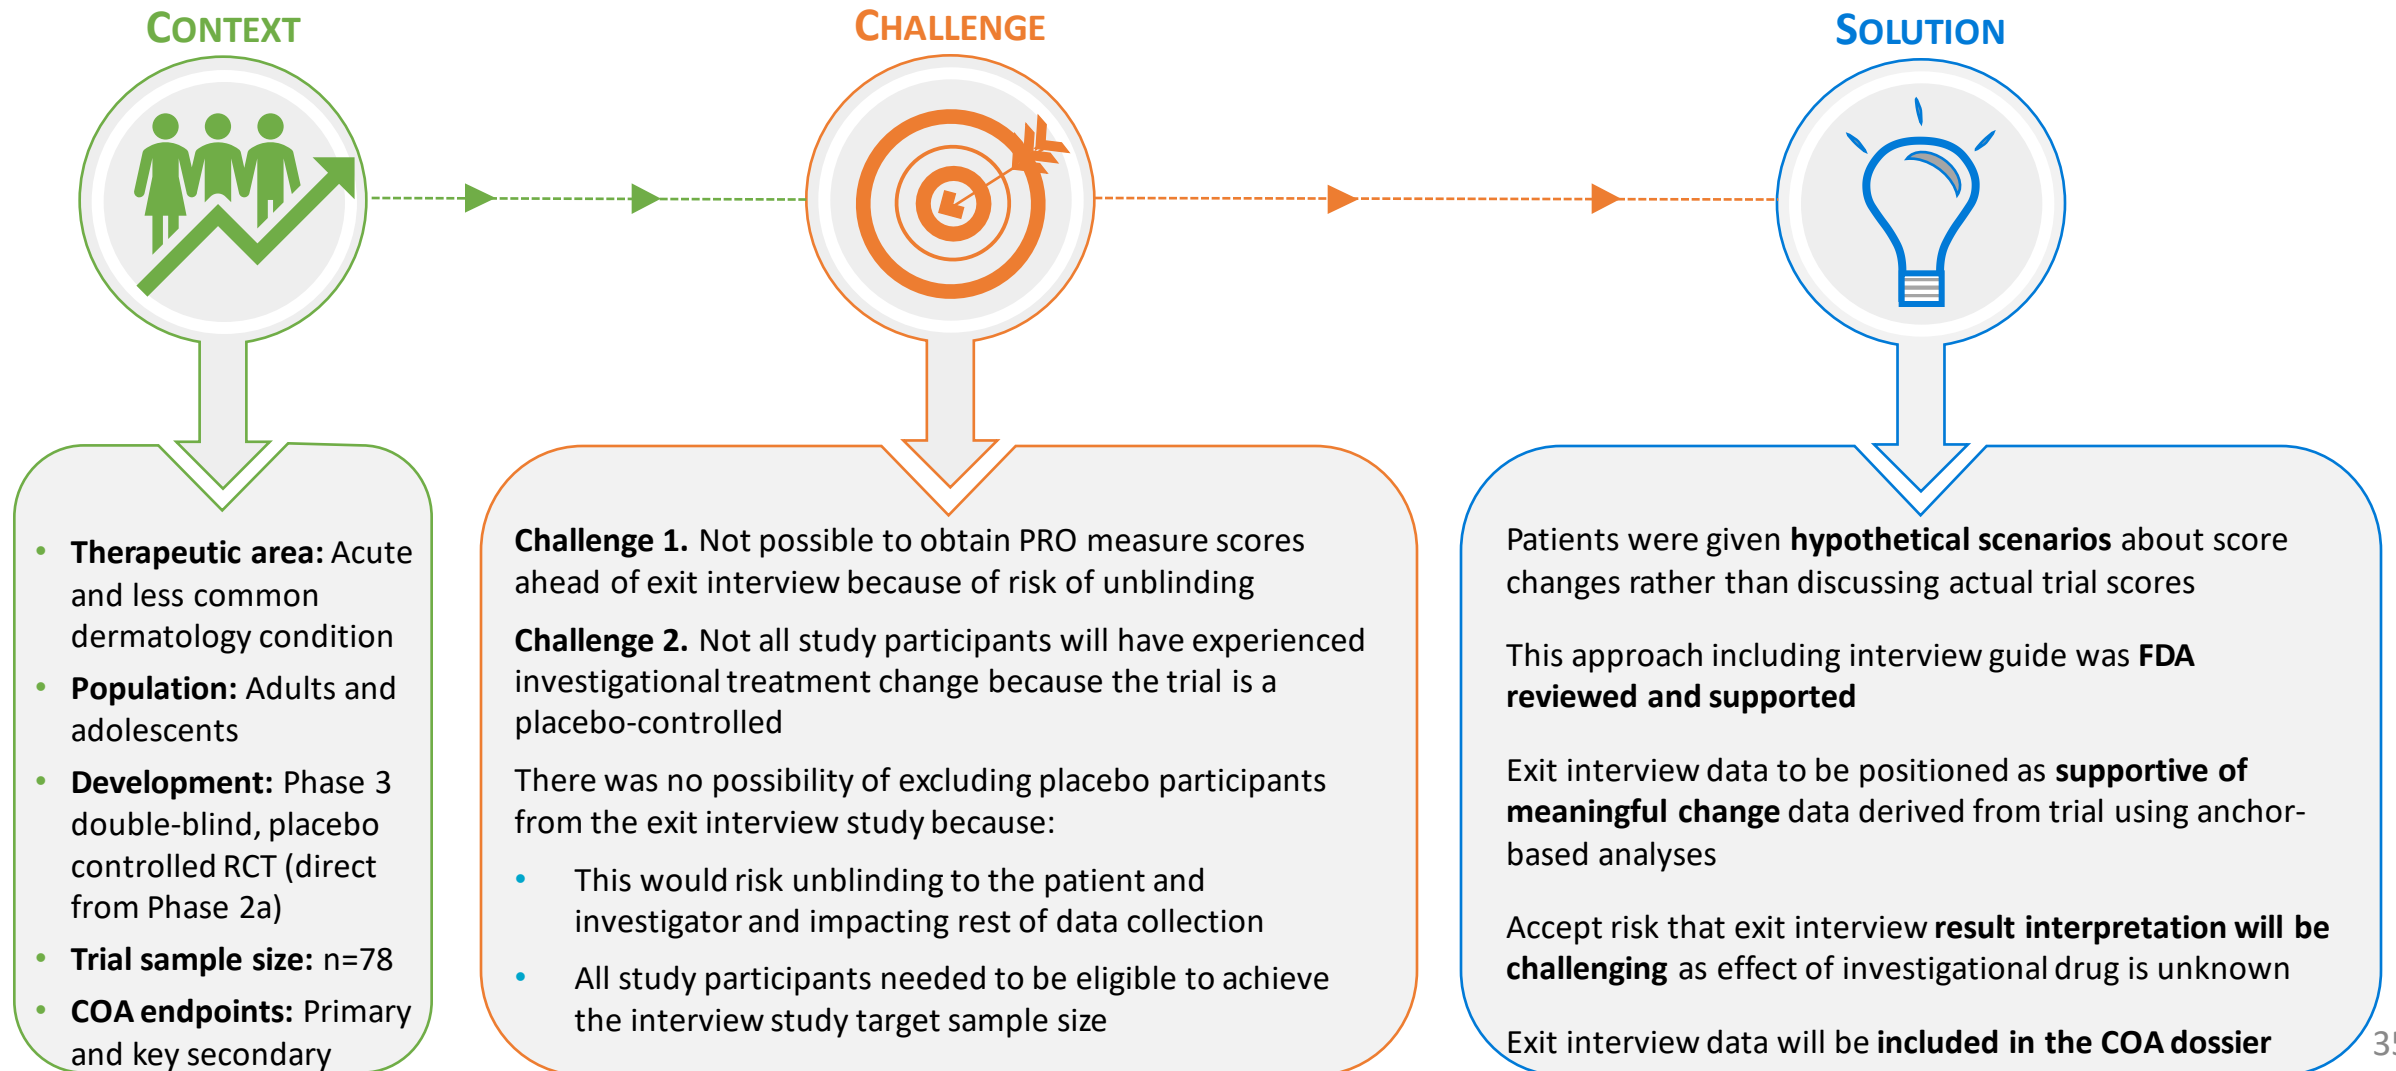 CONTEXT
• Therapeutic area: Acute
and less common
dermatology condition
• Population: Adults and
adolescents
• Development: Phase 3
double-blind, placebo
controlled RCT (direct
from Phase 2a)
• Trial sample size: n=78
• COA endpoints: Primary
and key secondary
CHALLENGE
Challenge 1. Not possible to obtain PRO measure scores
ahead of exit interview because of risk of unblinding
Challenge 2. Not all study participants will have experienced
investigational treatment change because the trial is a
placebo-controlled
There was no possibility of excluding placebo participants
from the exit interview study because:
• This would risk unblinding to the patient and
investigator and impacting rest of data collection
• All study participants needed to be eligible to achieve
the interview study target sample size
SOLUTION
Patients were given hypothetical scenarios about score
changes rather than discussing actual trial scores
This approach including interview guide was FDA
reviewed and supported
Exit interview data to be positioned as supportive of
meaningful change data derived from trial using anchor-
based analyses
Accept risk that exit interview result interpretation will be
challenging as effect of investigational drug is unknown
Exit interview data will be included in the COA dossier
35